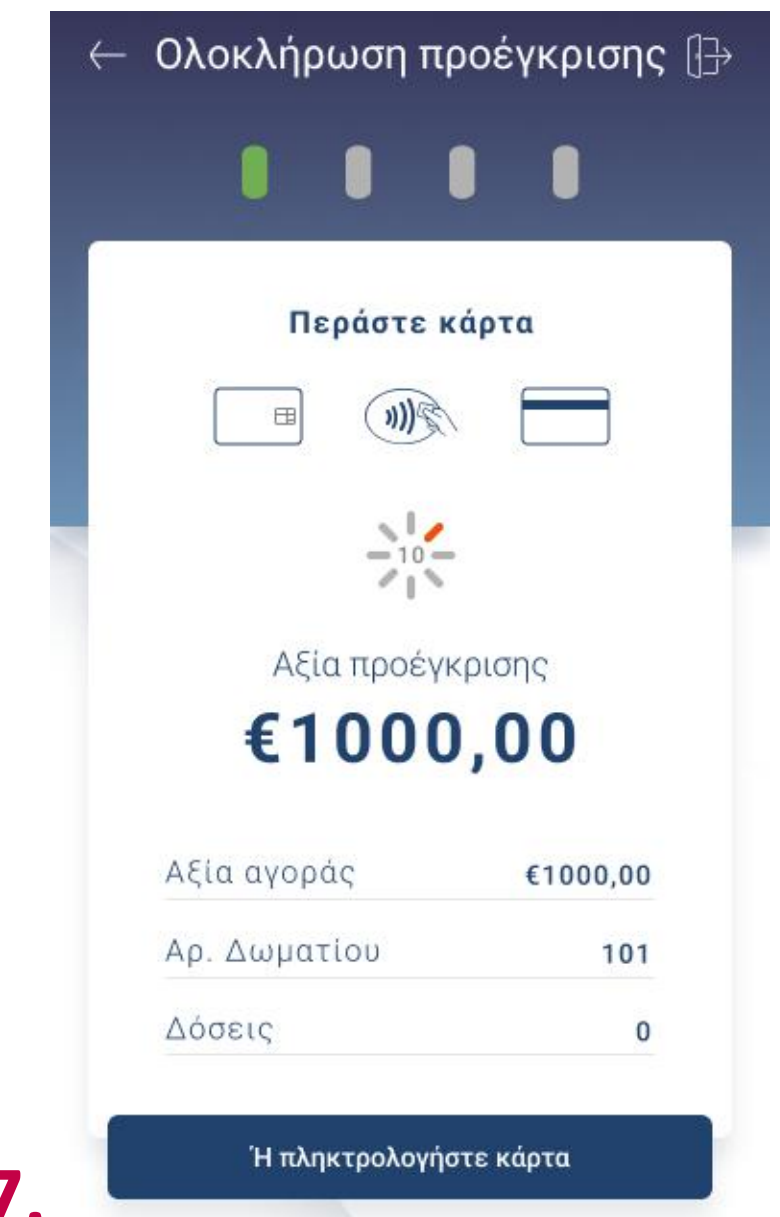 Ολοκλήρωση προέγκρισης
Περάστε κάρτα
10
Αξία προέγκρισης
€1000,00
Αξία αγοράς €1000,00
Αρ. Δωματίου 101
Δόσεις 0
Ή πληκτρολογήστε κάρτα
7.